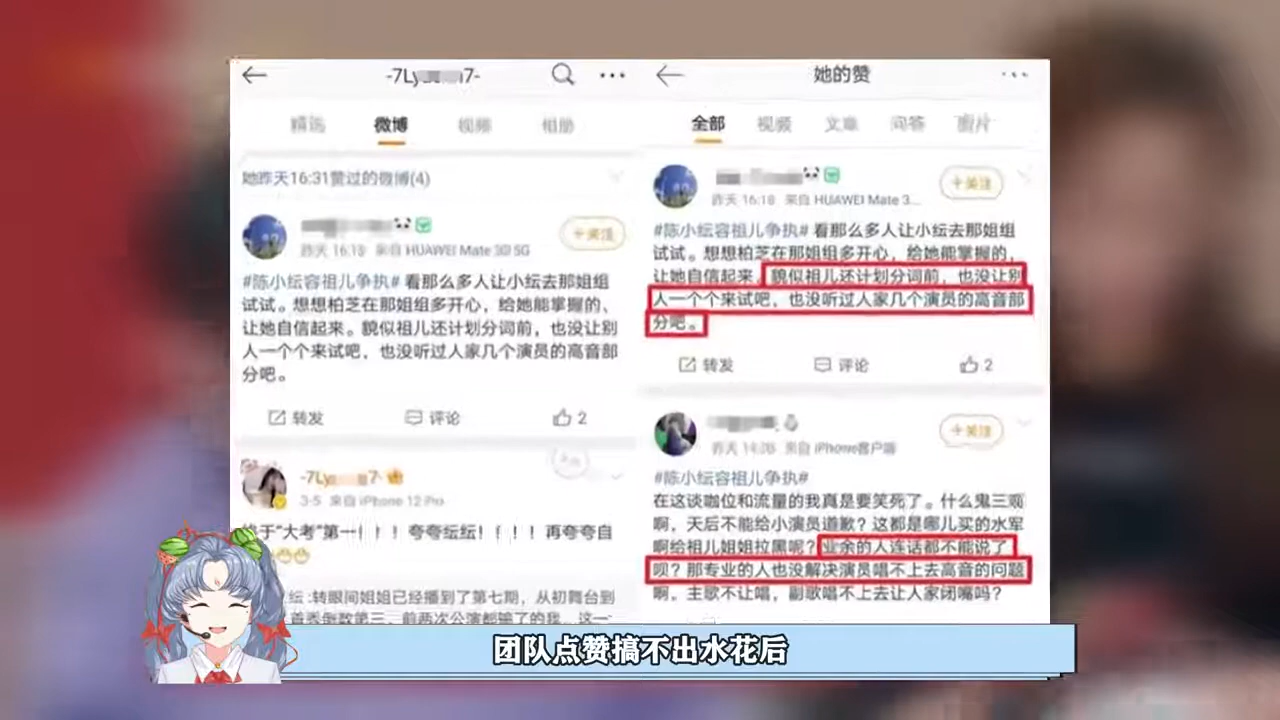 微博
视频
相册
她昨天16:31赞过的微博(4)
昨天 16:18 来自 HUAWEI Mate 30 5G
+关注
#陈小纭容祖儿争执# 看那么多人让小纭去那姐组
试试。想想柏芝在那姐组多开心，给她能掌握的、
让她自信起来。貌似祖儿还计划分词前，也没让别
人一个个来试吧，也没听过人家几个演员的高音部
分吧。
转发
评论
2
3-5 来自 iPhone 12 Pro
于“大考”第一！！！夸夸纭纭！！！！再夸夸自
纭 :转眼间姐姐已经播到了第七期，从初舞台到
她的赞
全部
视频
文章
问答
图片
昨天 16:18 来自 HUAWEI Mate 3...
+关注
#陈小纭容祖儿争执# 看那么多人让小纭去那姐组
试试。想想柏芝在那姐组多开心，给她能掌握的、
让她自信起来。貌似祖儿还计划分词前，也没让别
人一个个来试吧，也没听过人家几个演员的高音部
分吧。
转发
评论
2
来自 iPhone客户端
+关注
#陈小纭容祖儿争执#
在这谈咖位和流量的我真是要笑死了。什么鬼三观
啊，天后不能给小演员道歉？这都是哪儿买的水军
啊给祖儿姐姐拉黑呢？业余的人连话都不能说了
呗？那专业的人也没解决演员唱不上去高音的问题
啊。主歌不让唱，副歌唱不上去让人家闭嘴吗？
团队点赞搞不出水花后